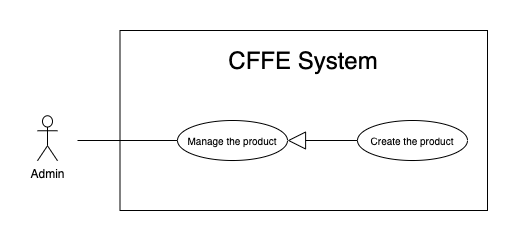 CFFE System
Manage the product
Create the product
Admin